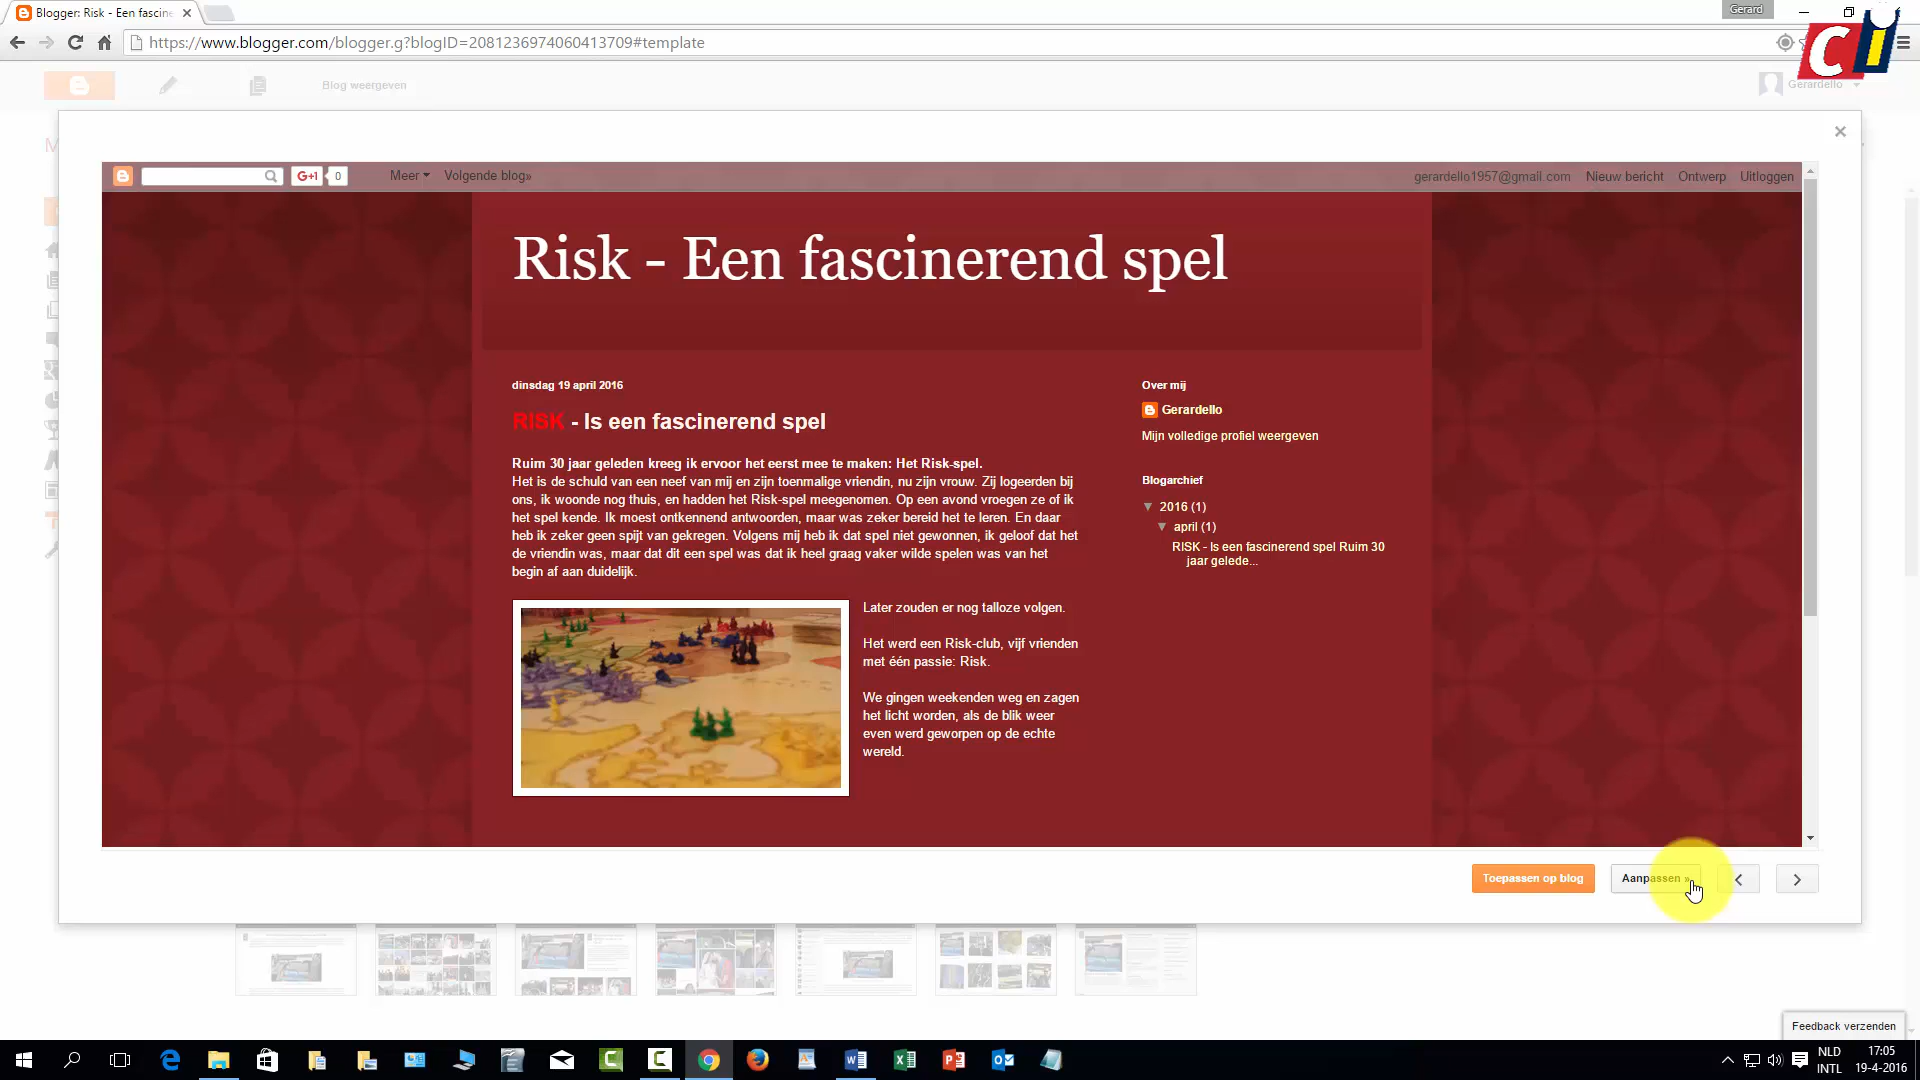 Blogger: Risk - Een fascine
Gerard
https://www.blogger.com/blogger.g?blogID=2081236974060413709#template
Ci
Blog weergeven
Gerardello
G+1 0 Meer Volgende blog» gerardello1957@gmail.com Nieuw bericht Ontwerp Uitloggen
Risk - Een fascinerend spel
dinsdag 19 april 2016
RISK - Is een fascinerend spel
Ruim 30 jaar geleden kreeg ik ervoor het eerst mee te maken: Het Risk-spel.
Het is de schuld van een neef van mij en zijn toenmalige vriendin, nu zijn vrouw. Zij logeerden bij
ons, ik woonde nog thuis, en hadden het Risk-spel meegenomen. Op een avond vroegen ze of ik
het spel kende. Ik moest ontkennend antwoorden, maar was zeker bereid het te leren. En daar
heb ik zeker geen spijt van gekregen. Volgens mij heb ik dat spel niet gewonnen, ik geloof dat het
de vriendin was, maar dat dit een spel was dat ik heel graag vaker wilde spelen was van het
begin af aan duidelijk.
Later zouden er nog talloze volgen.
Het werd een Risk-club, vijf vrienden
met één passie: Risk.
We gingen weekenden weg en zagen
het licht worden, als de blik weer
even werd geworpen op de echte
wereld.
Over mij
Gerardello
Mijn volledige profiel weergeven
Blogarchief
▼ 2016 (1)
▼ april (1)
RISK - Is een fascinerend spel Ruim 30
jaar gelede...
Toepassen op blog
Aanpassen »
Feedback verzenden
NLD 17:05
INTL 19-4-2016